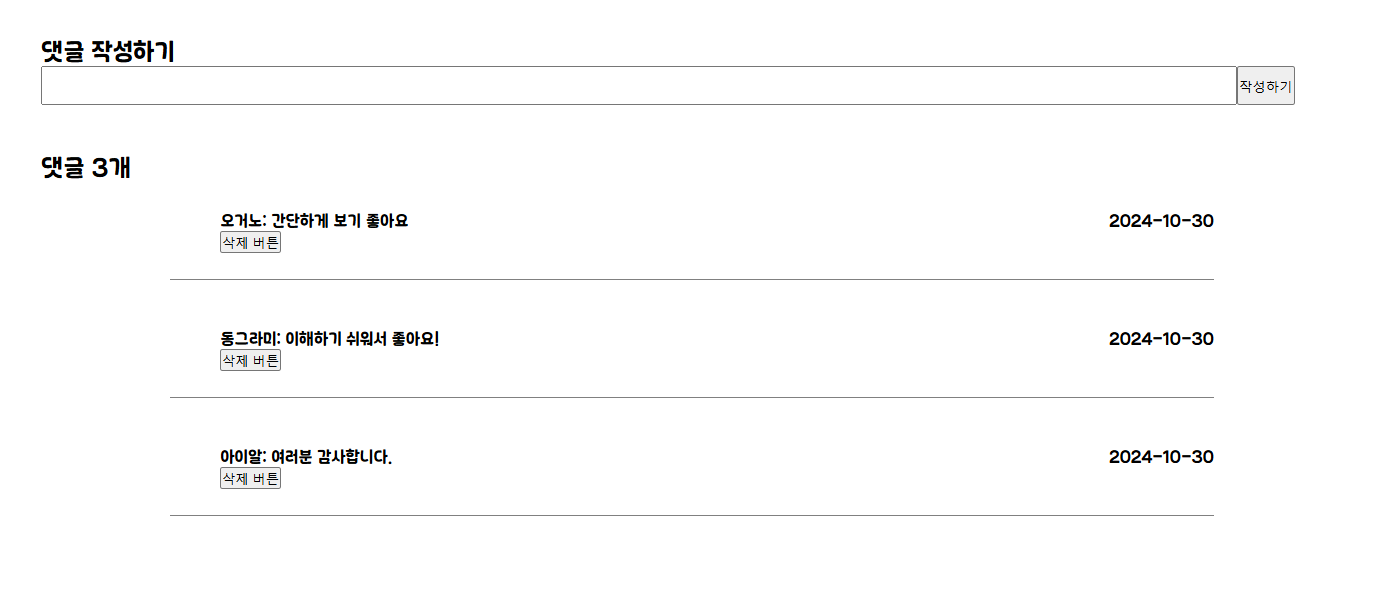 댓글 작성하기
작성하기
댓글 3개
오거노: 간단하게 보기 좋아요 2024-10-30
삭제 버튼
동그라미: 이해하기 쉬워서 좋아요! 2024-10-30
삭제 버튼
아이알: 여러분 감사합니다. 2024-10-30
삭제 버튼